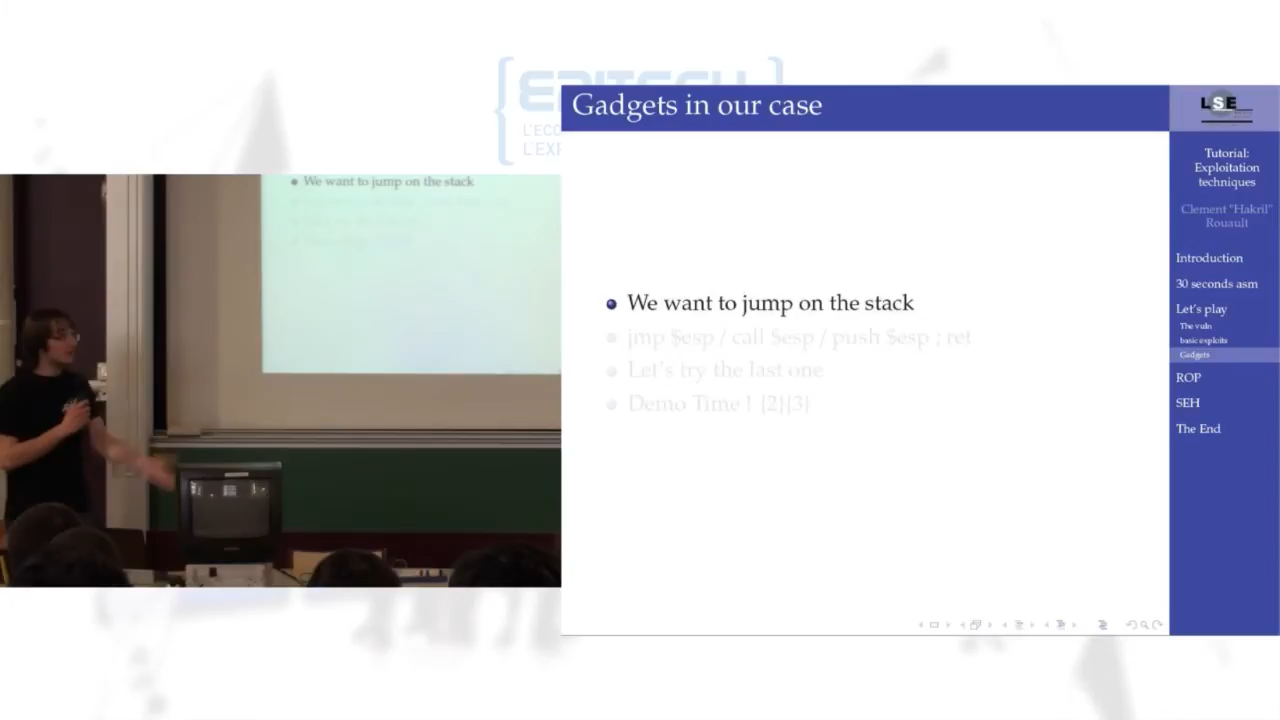 EPITECH
L'ECO
L'EXP
Gadgets in our case
LSE
Tutorial:
Exploitation
techniques
Clement "Hakril"
Rouault
Introduction
30 seconds asm
Let's play
The vuln
basic exploits
Gadgets
ROP
SEH
The End
We want to jump on the stack
jmp $esp / call $esp / push $esp ; ret
Let's try the last one
Demo Time ! {2}{3}
We want to jump on the stack